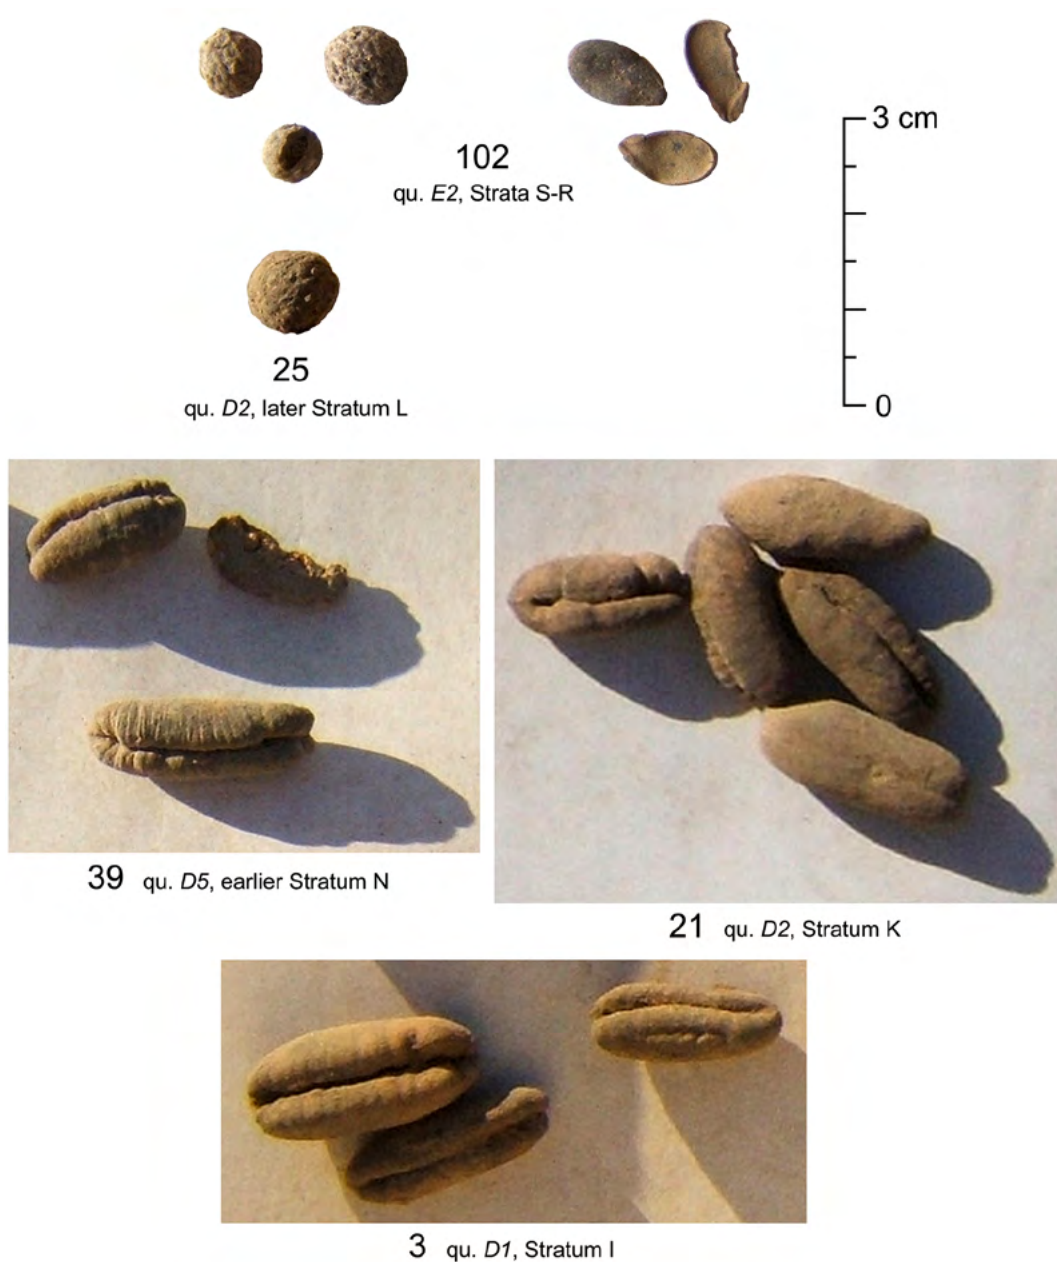 3 cm
102
qu. E2, Strata S-R
0
25
qu. D2, later Stratum L
39 qu. D5, earlier Stratum N
21 qu. D2, Stratum K
3 qu. D1, Stratum I